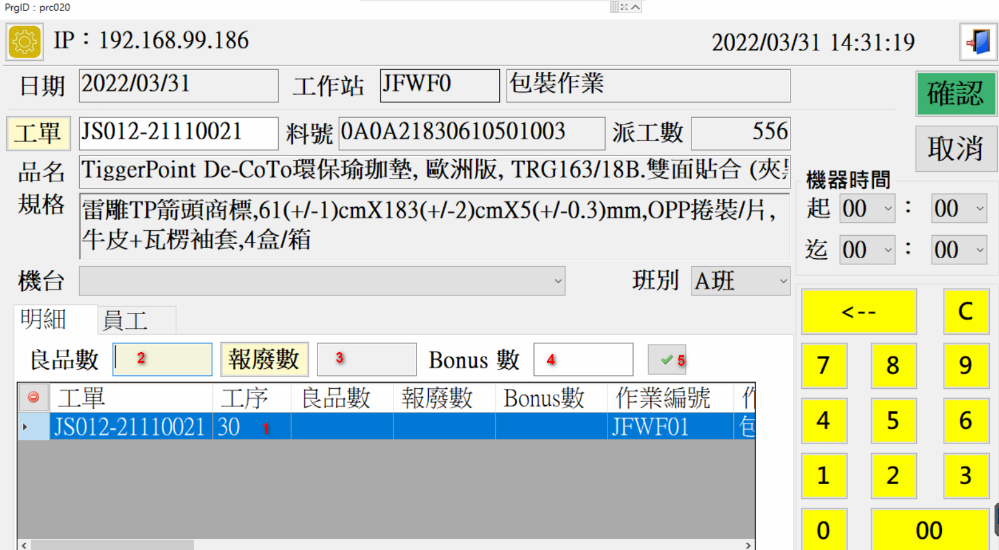 PrgID : prc020
IP：192.168.99.186
2022/03/31 14:31:19
日期 2022/03/31 工作站 JFWF0 包裝作業
確認
工單 JS012-21110021 料號 0A0A21830610501003 派工數 556
取消
品名 TiggerPoint De-CoTo環保瑜珈墊, 歐洲版, TRG163/18B.雙面貼合 (夾
規格 雷雕TP箭頭商標,61(+/-1)cmX183(+/-2)cmX5(+/-0.3)mm,OPP捲裝/片,
牛皮+瓦楞袖套,4盒/箱
機器時間
起 00 : 00
迄 00 : 00
機台 班別 A班
明細 員工
良品數 2 報廢數 3 Bonus 數 4 5
工單 工序 良品數 報廢數 Bonus數 作業編號 作
JS012-21110021 30 1 JFWF01 包
<-- C
7 8 9
4 5 6
1 2 3
0 00